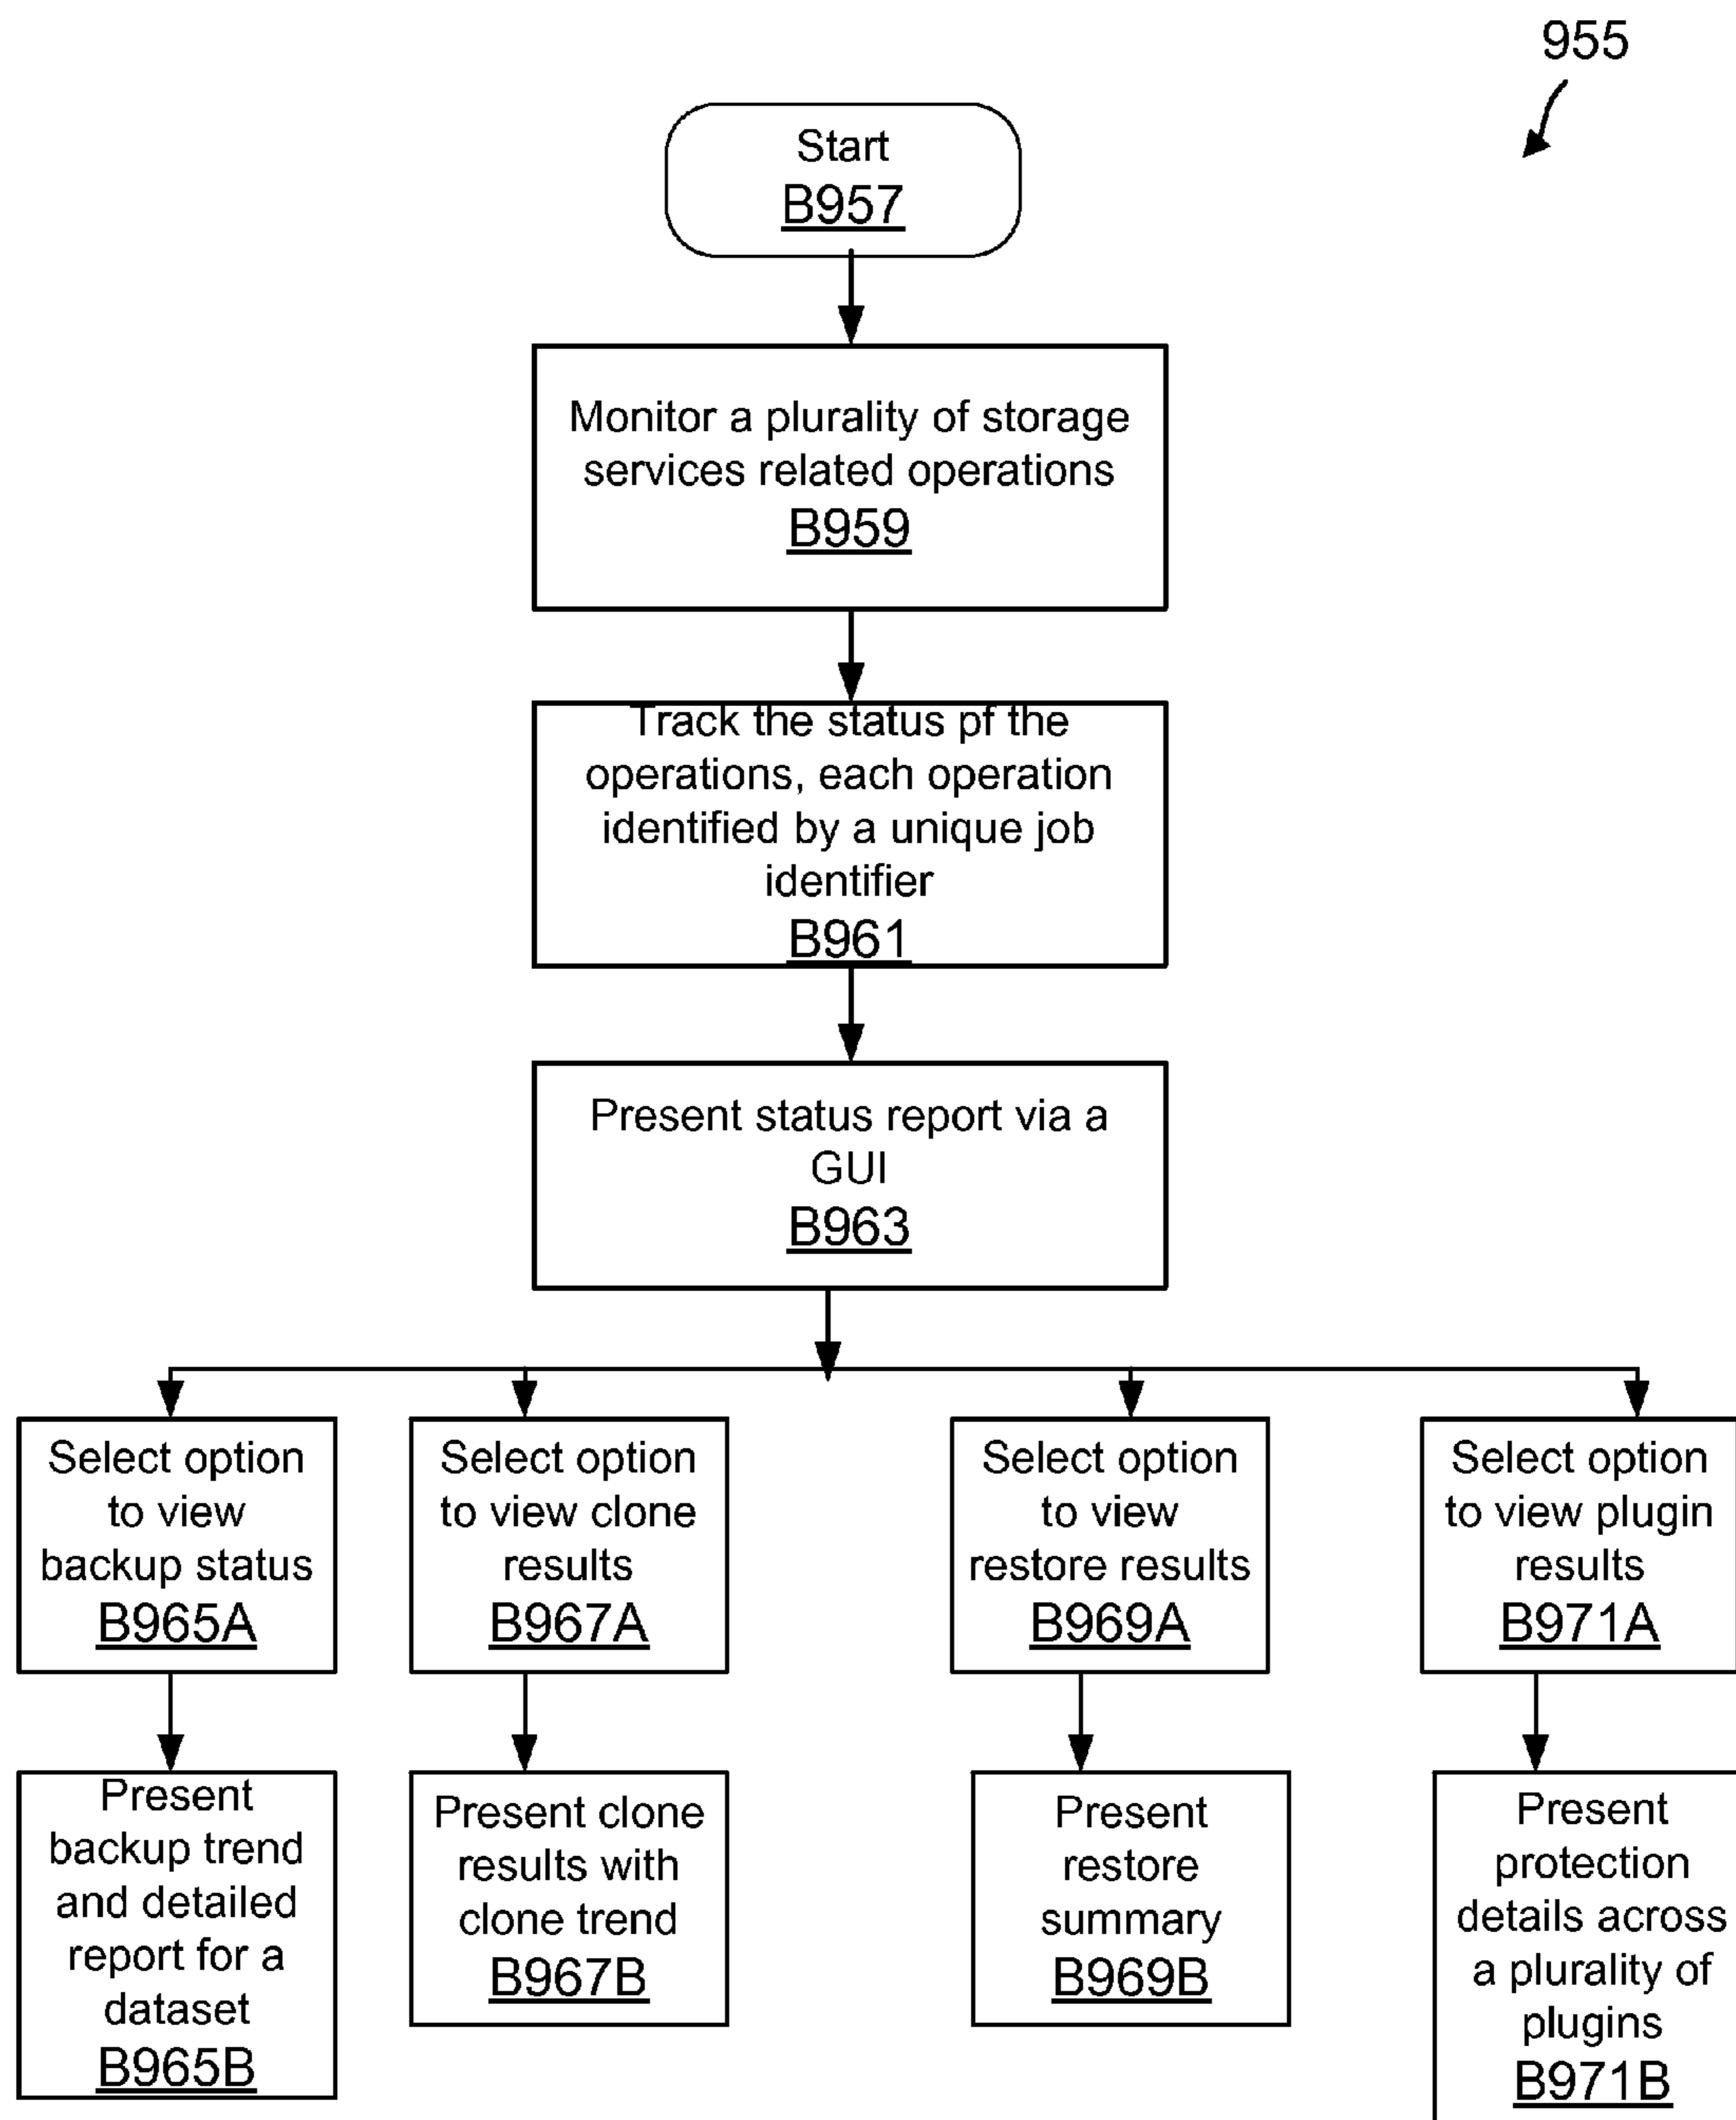 955
Start
B957
Monitor a plurality of storage
services related operations
B959
Track the status pf the
operations, each operation
identified by a unique job
identifier
B961
Present status report via a
GUI
B963
Select option
to view
backup status
B965A
Select option
to view clone
results
B967A
Select option
to view
restore results
B969A
Select option
to view plugin
results
B971A
Present
backup trend
and detailed
report for a
dataset
B965B
Present clone
results with
clone trend
B967B
Present
restore
summary
B969B
Present
protection
details across
a plurality of
plugins
B971B